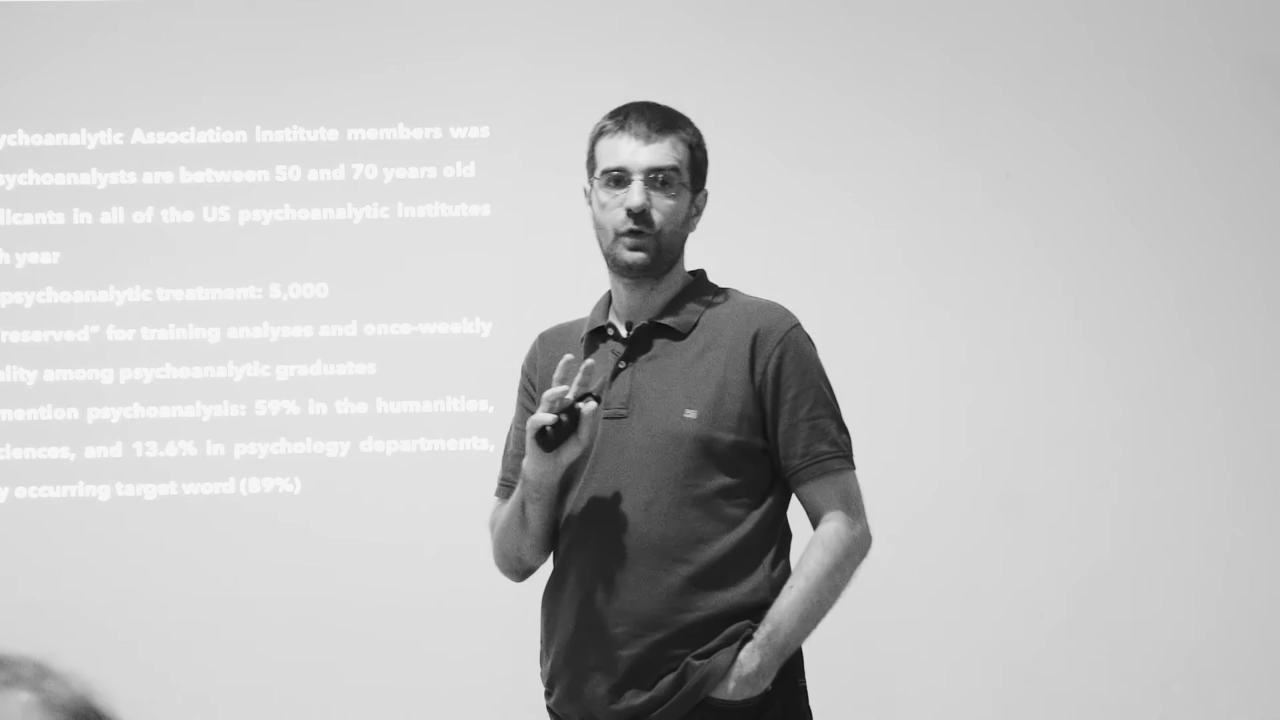 ychoanalytic Association Institute members was
sychoanalysts are between 50 and 70 years old
licants in all of the US psychoanalytic institutes
h year
psychoanalytic treatment: 5,000
reserved" for training analyses and once-weekly
ality among psychoanalytic graduates
mention psychoanalysis: 59% in the humanities,
ciences, and 13.6% in psychology departments,
y occurring target word (89%)